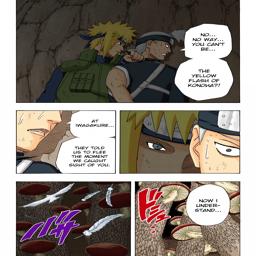 NO...
NO WAY...
YOU CAN'T
BE...
THE
YELLOW
FLASH OF
KONOHA?!
AT
IWAGAKURE...
THEY TOLD
US TO FLEE
THE MOMENT
WE CAUGHT
SIGHT OF YOU.
NOW I
UNDER-
STAND...